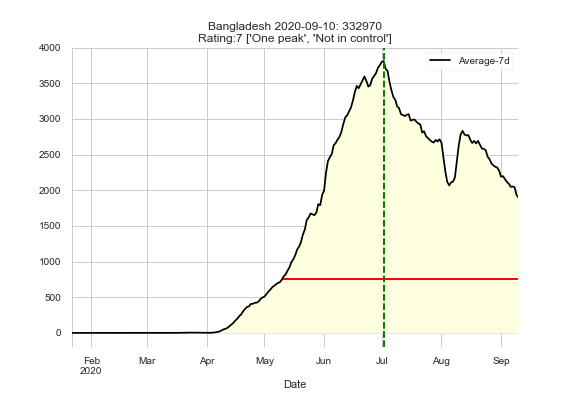 Bangladesh 2020-09-10: 332970
Rating:7 ['One peak', 'Not in control']
Average-7d
4000
3500
3000
2500
2000
1500
1000
500
0
Feb Mar Apr May Jun Jul Aug Sep
2020
Date